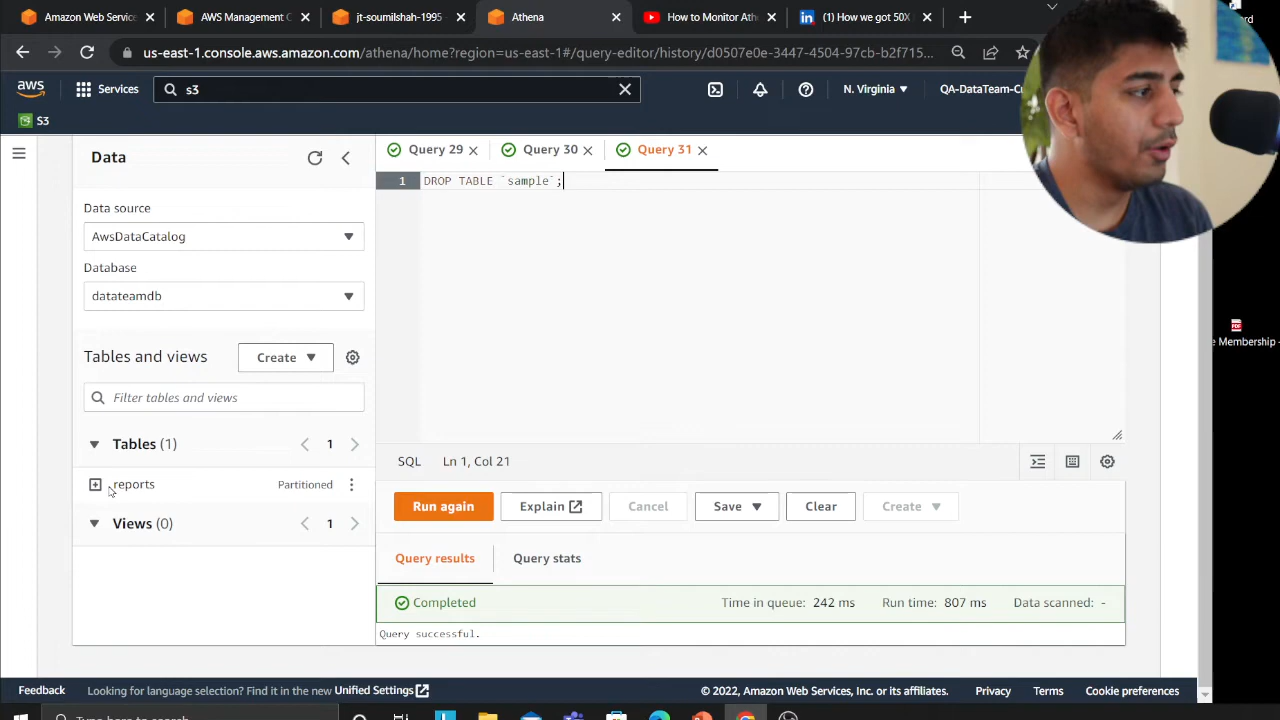 Amazon Web Servic
AWS Management C
jt-soumilshah-1995
Athena
How to Monitor Ath
(1) How we got 50X
us-east-1.console.aws.amazon.com/athena/home?region=us-east-1#/query-editor/history/d0507e0e-3447-4504-97cb-b2f715...
aws
Services
s3
N. Virginia
QA-DataTeam-Cr
S3
Data
Data source
AwsDataCatalog
Database
datateamdb
Tables and views
Create
Filter tables and views
Tables (1)
1
reports
Partitioned
Views (0)
1
Query 29
Query 30
Query 31
1 DROP TABLE `sample`;
SQL
Ln 1, Col 21
Run again
Explain
Cancel
Save
Clear
Create
Query results
Query stats
Completed
Time in queue: 242 ms
Run time: 807 ms
Data scanned: -
Query successful.
PDF
e Membership -
Feedback
Looking for language selection? Find it in the new Unified Settings
© 2022, Amazon Web Services, Inc. or its affiliates.
Privacy
Terms
Cookie preferences
Type here to search